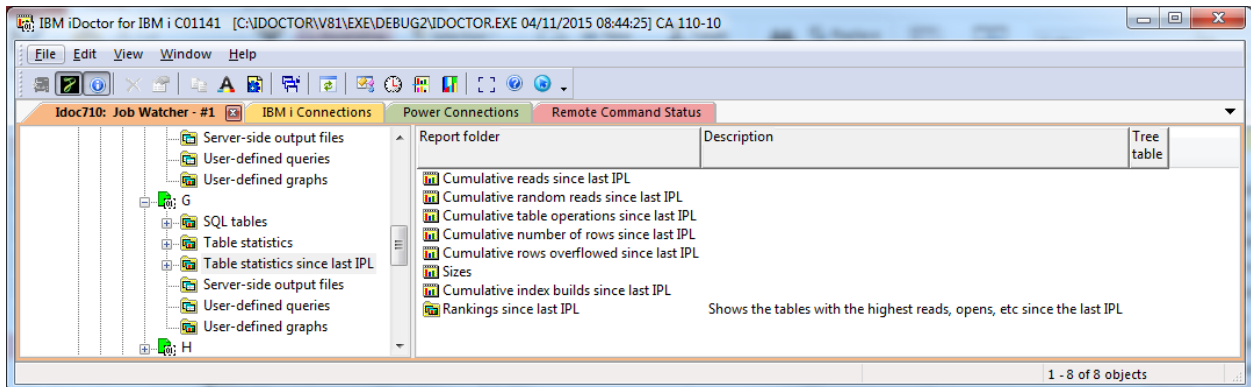 IBM iDoctor for IBM i C01141 [C:\IDOCTOR\V81\EXE\DEBUG2\IDOCTOR.EXE 04/11/2015 08:44:25] CA 110-10
File Edit View Window Help
Idoc710: Job Watcher - #1 IBM i Connections Power Connections Remote Command Status
Server-side output files
User-defined queries
User-defined graphs
G
SQL tables
Table statistics
Table statistics since last IPL
Server-side output files
User-defined queries
User-defined graphs
H
Report folder Description Tree
table
Cumulative reads since last IPL
Cumulative random reads since last IPL
Cumulative table operations since last IPL
Cumulative number of rows since last IPL
Cumulative rows overflowed since last IPL
Sizes
Cumulative index builds since last IPL
Rankings since last IPL Shows the tables with the highest reads, opens, etc since the last IPL
1 - 8 of 8 objects